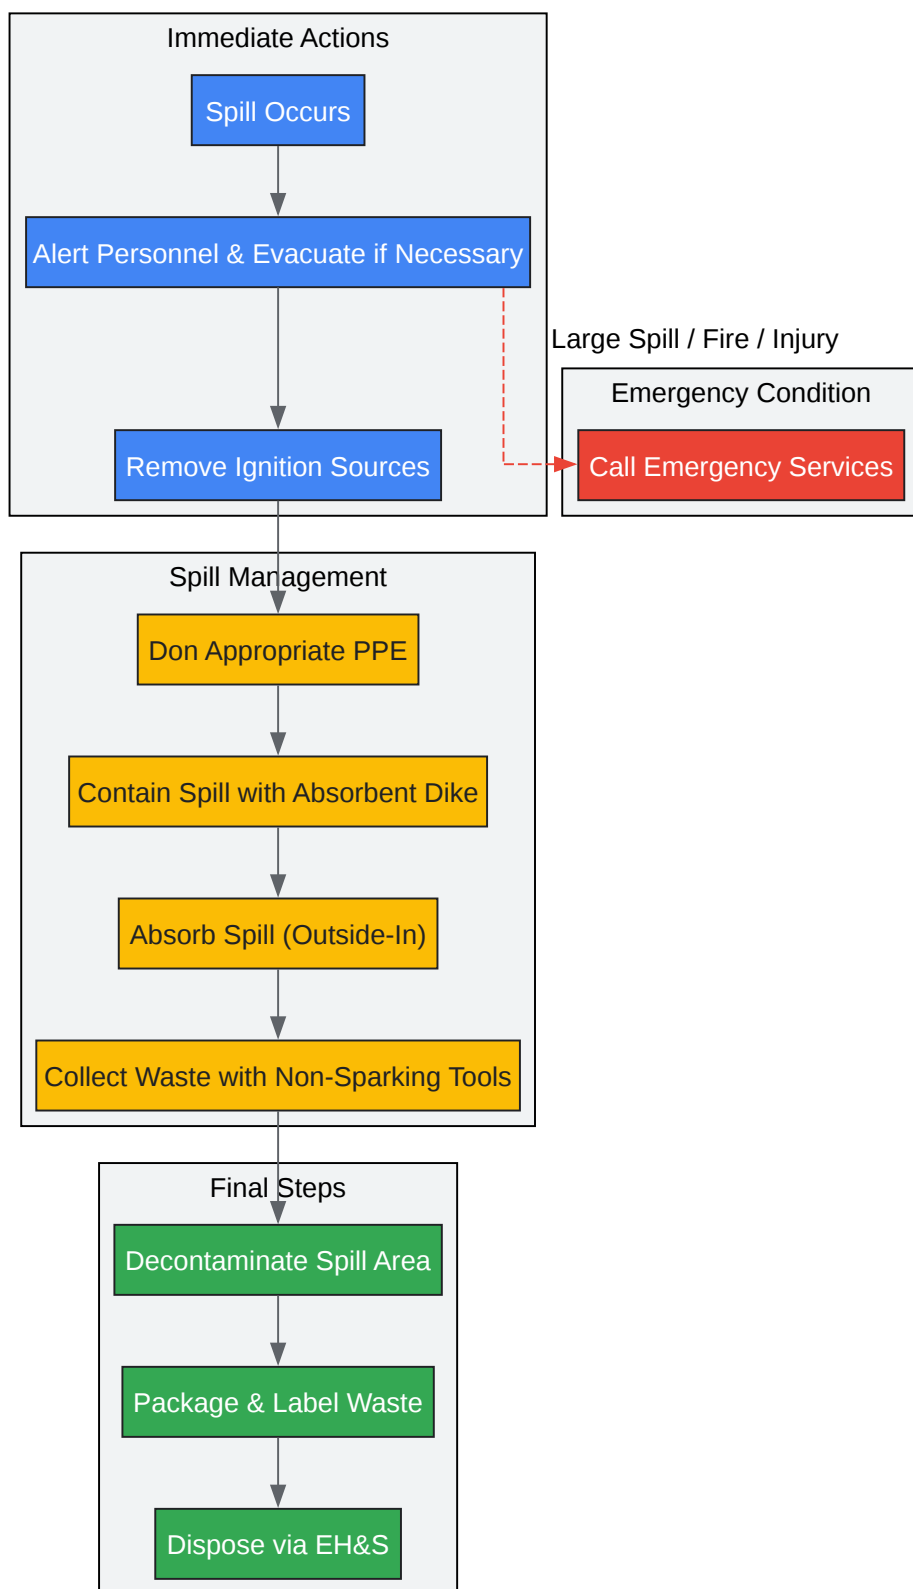 Immediate Actions
Spill Occurs
Alert Personnel & Evacuate if Necessary
Large Spill / Fire / Injury
Emergency Condition
Remove Ignition Sources
Call Emergency Services
Spill Management
Don Appropriate PPE
Contain Spill with Absorbent Dike
Absorb Spill (Outside-In)
Collect Waste with Non-Sparking Tools
Final Steps
Decontaminate Spill Area
Package & Label Waste
Dispose via EH&S